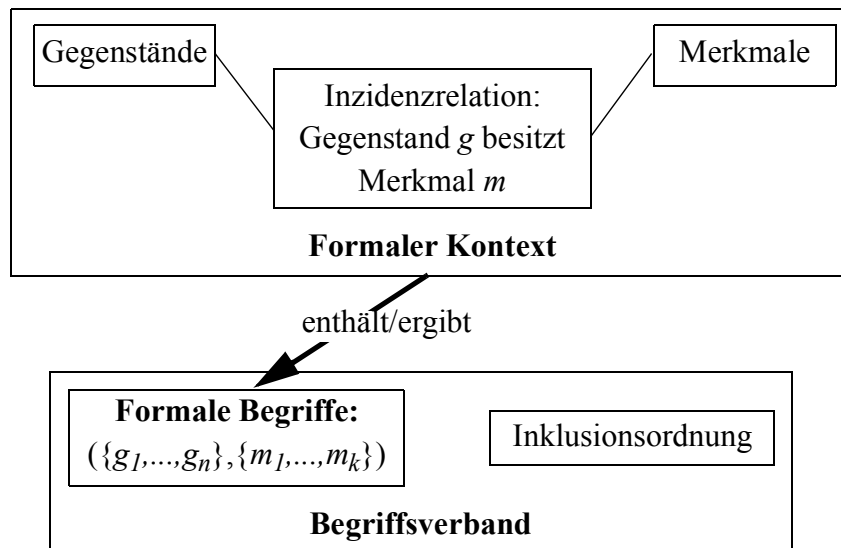 Gegenstände
Merkmale
Inzidenzrelation:
Gegenstand g besitzt
Merkmal m
Formaler Kontext
enthält/ergibt
Formale Begriffe:
({g1,...,gn},{m1,...,mk})
Inklusionsordnung
Begriffsverband